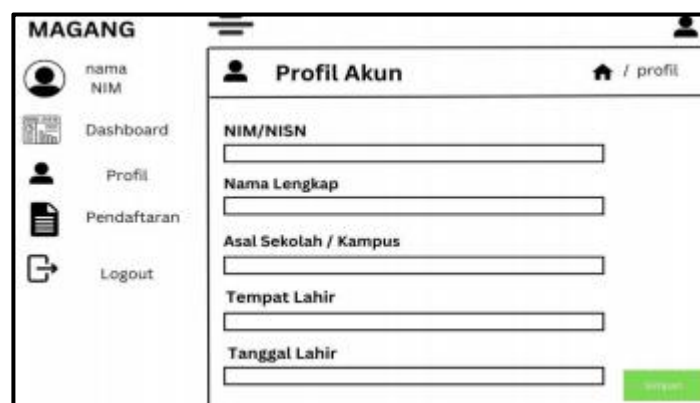 MAGANG
nama
NIM
Dashboard
Profil
Pendaftaran
Logout
Profil Akun
/ profil
NIM/NISN
Nama Lengkap
Asal Sekolah / Kampus
Tempat Lahir
Tanggal Lahir